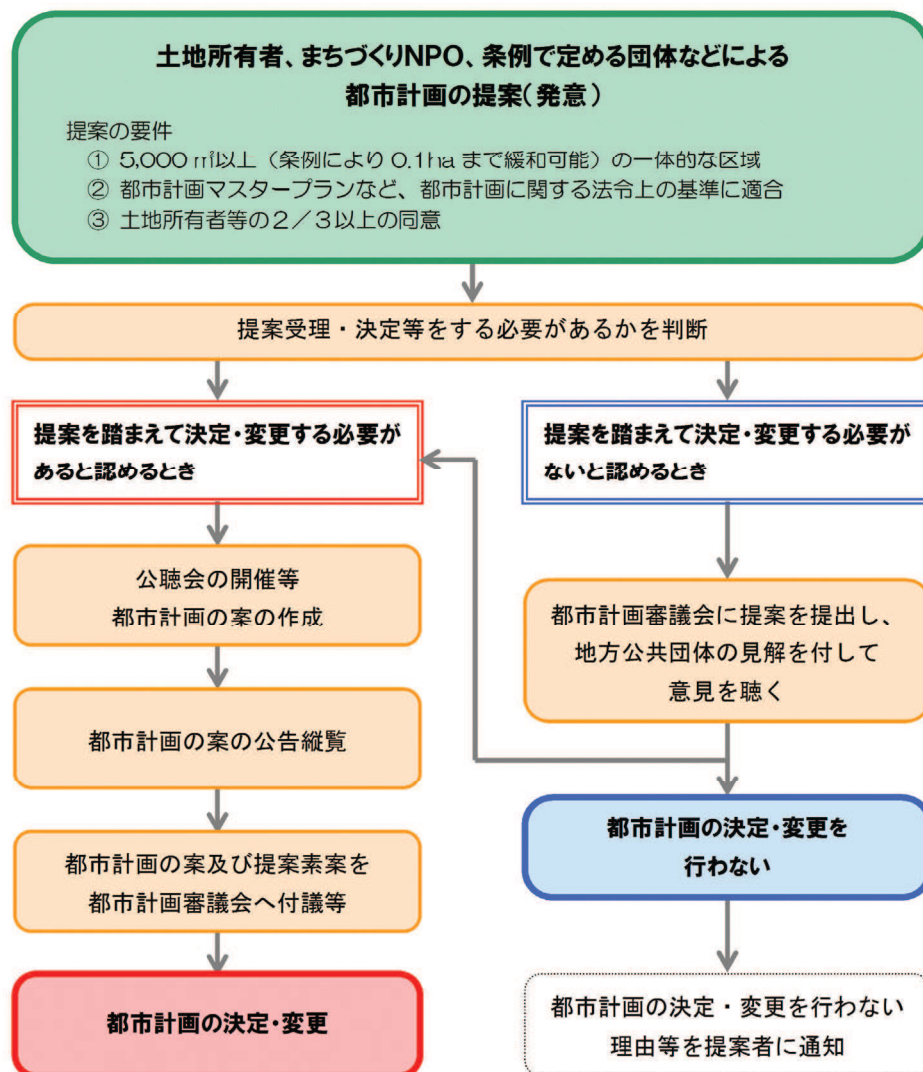 土地所有者、まちづくりNPO、条例で定める団体などによる
都市計画の提案(発意)
提案の要件
① 5,000 ㎡以上（条例により 0.1ha まで緩和可能）の一体的な区域
② 都市計画マスタープランなど、都市計画に関する法令上の基準に適合
③ 土地所有者等の２／３以上の同意
提案受理・決定等をする必要があるかを判断
提案を踏まえて決定・変更する必要が
あると認めるとき
公聴会の開催等
都市計画の案の作成
都市計画の案の公告縦覧
都市計画の案及び提案素案を
都市計画審議会へ付議等
都市計画の決定・変更
提案を踏まえて決定・変更する必要が
ないと認めるとき
都市計画審議会に提案を提出し、
地方公共団体の見解を付して
意見を聴く
都市計画の決定・変更を
行わない
都市計画の決定・変更を行わない
理由等を提案者に通知